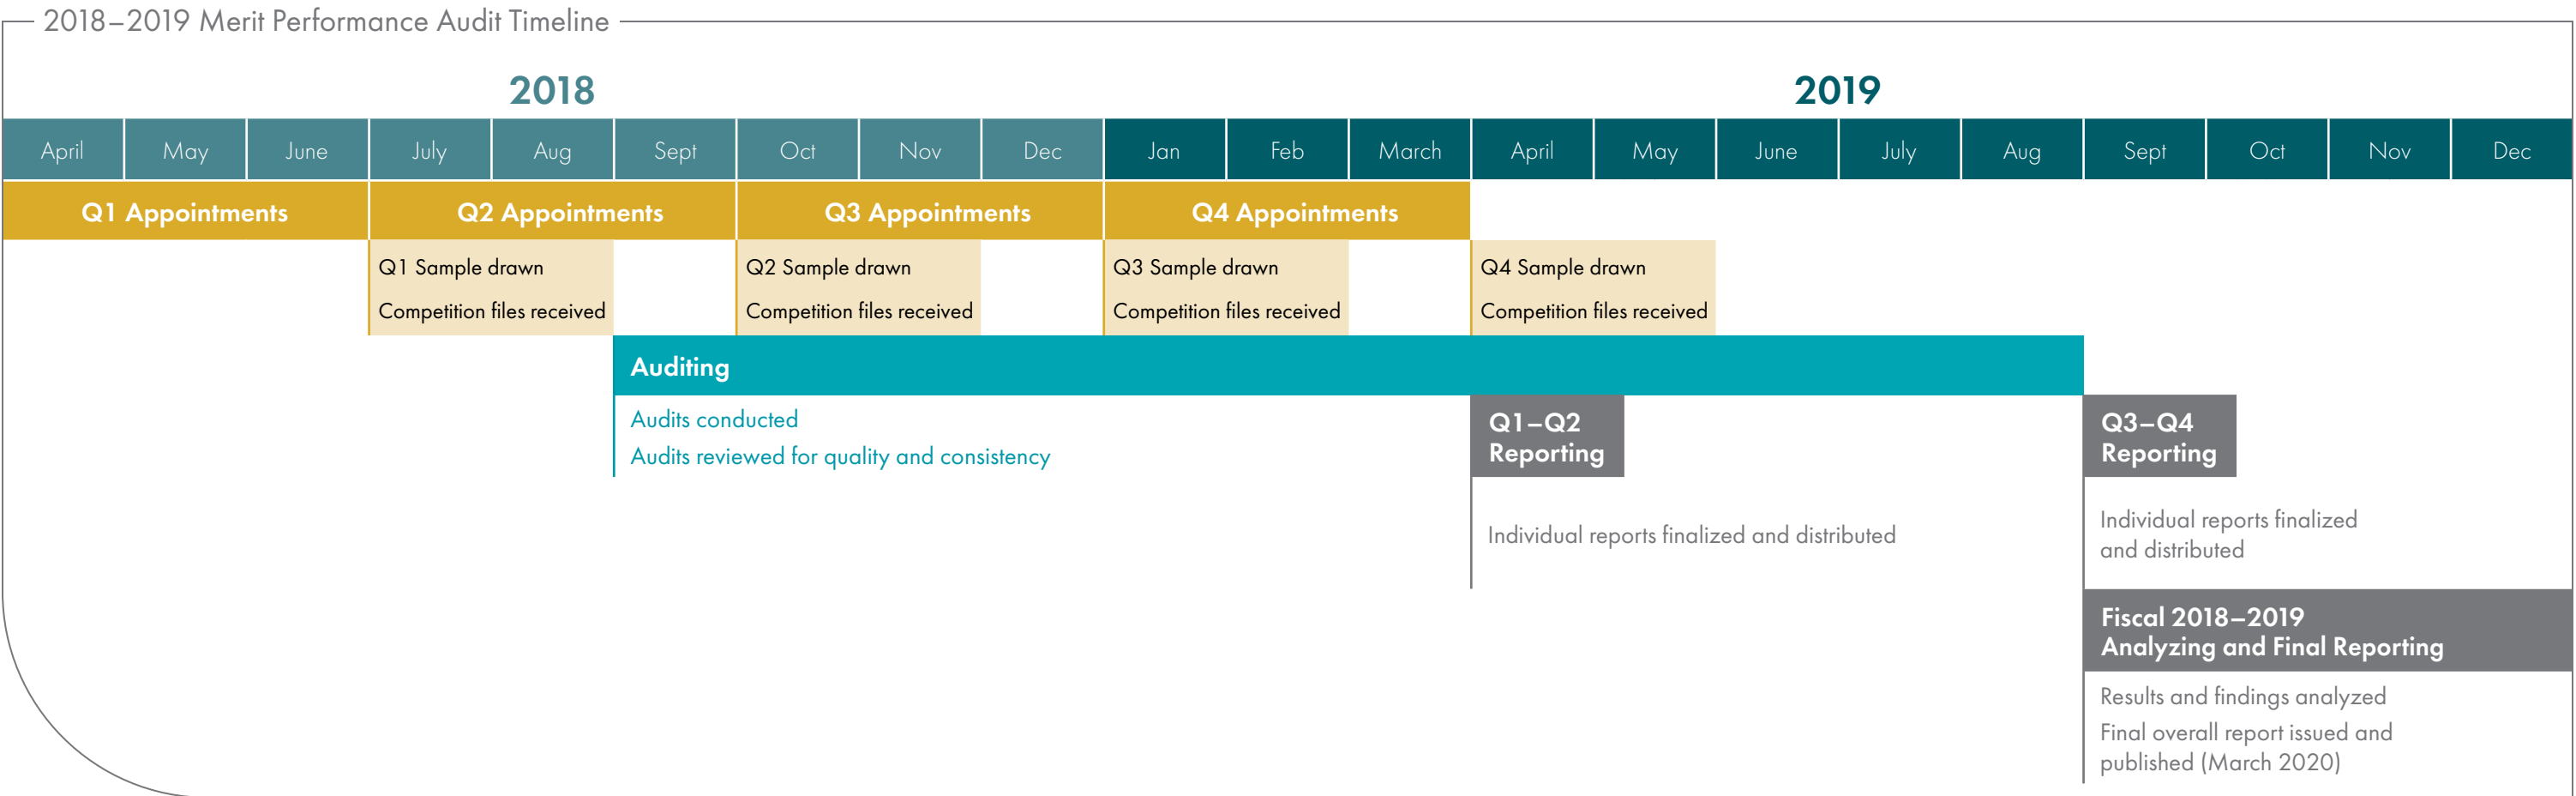 2018–2019 Merit Performance Audit Timeline
2018
2019
April
May
June
July
Aug
Sept
Oct
Nov
Dec
Jan
Feb
March
April
May
June
July
Aug
Sept
Oct
Nov
Dec
Q1 Appointments
Q2 Appointments
Q3 Appointments
Q4 Appointments
Q1 Sample drawn
Competition files received
Q2 Sample drawn
Competition files received
Q3 Sample drawn
Competition files received
Q4 Sample drawn
Competition files received
Auditing
Audits conducted
Audits reviewed for quality and consistency
Q1–Q2
Reporting
Individual reports finalized and distributed
Q3–Q4
Reporting
Individual reports finalized
and distributed
Fiscal 2018–2019
Analyzing and Final Reporting
Results and findings analyzed
Final overall report issued and
published (March 2020)